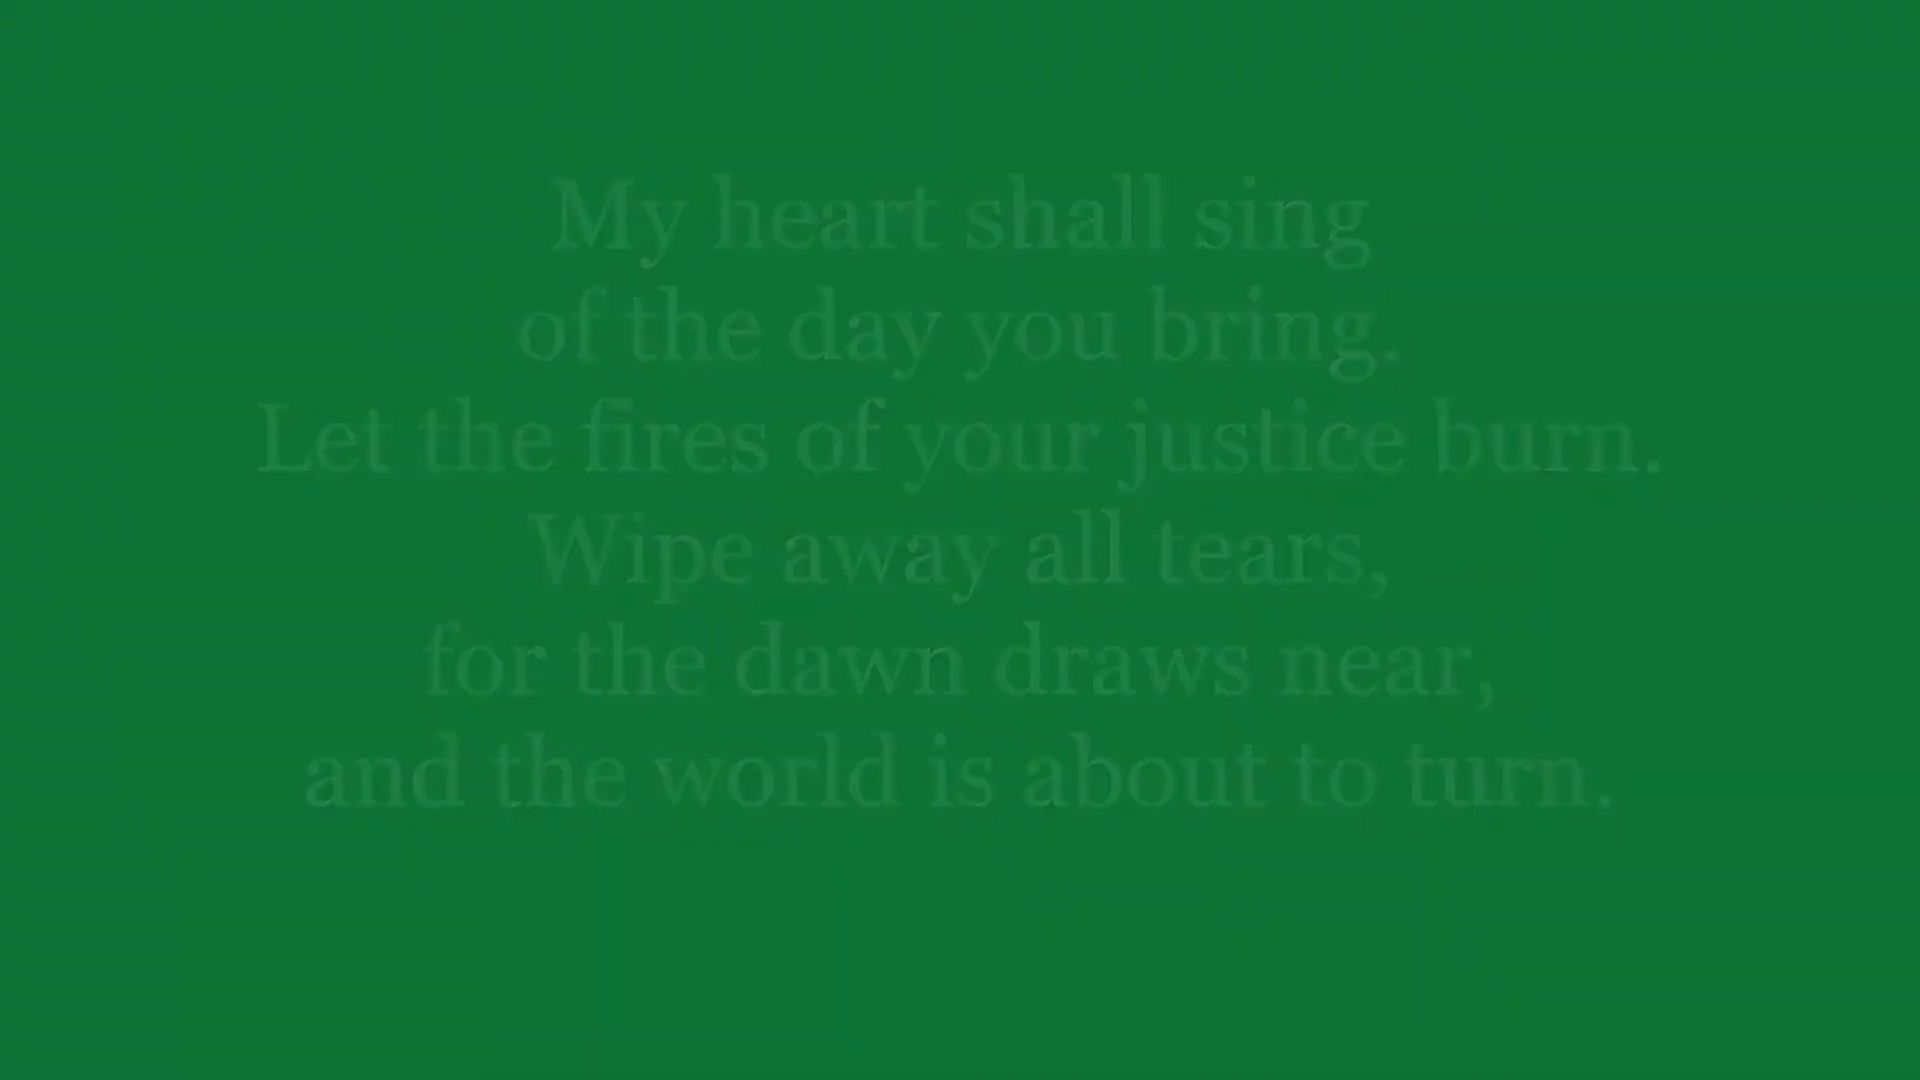 My heart shall sing
of the day you bring.
Let the fires of your justice burn.
Wipe away all tears,
for the dawn draws near,
and the world is about to turn.